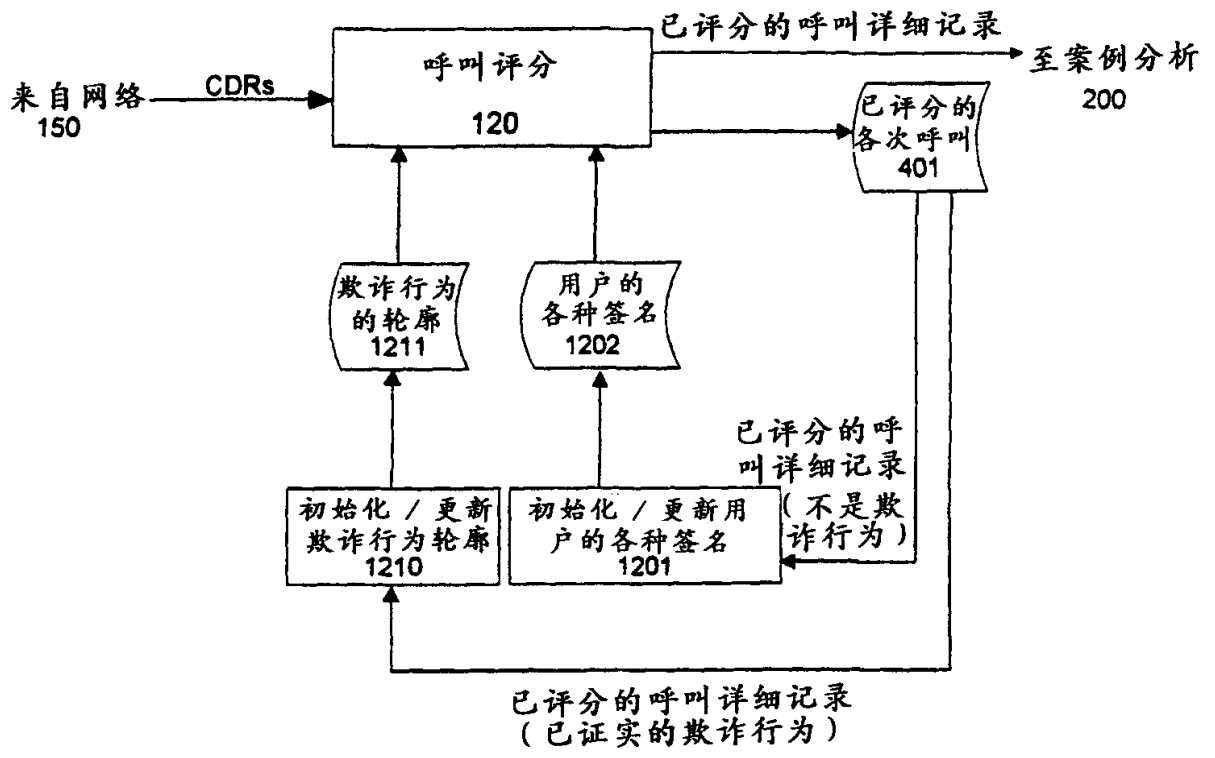 已评分的呼叫详细记录
呼叫评分
120
至案例分析
200
来自网络
150
CDRs
已评分的
各次呼叫
401
欺诈行为
的轮廓
1211
用户的
各种签名
1202
已评分的呼
叫详细记录
(不是欺
诈行为)
初始化/更新
欺诈行为轮廓
1210
初始化/更新用
户的各种签名
1201
已评分的呼叫详细记录
(已证实的欺诈行为)